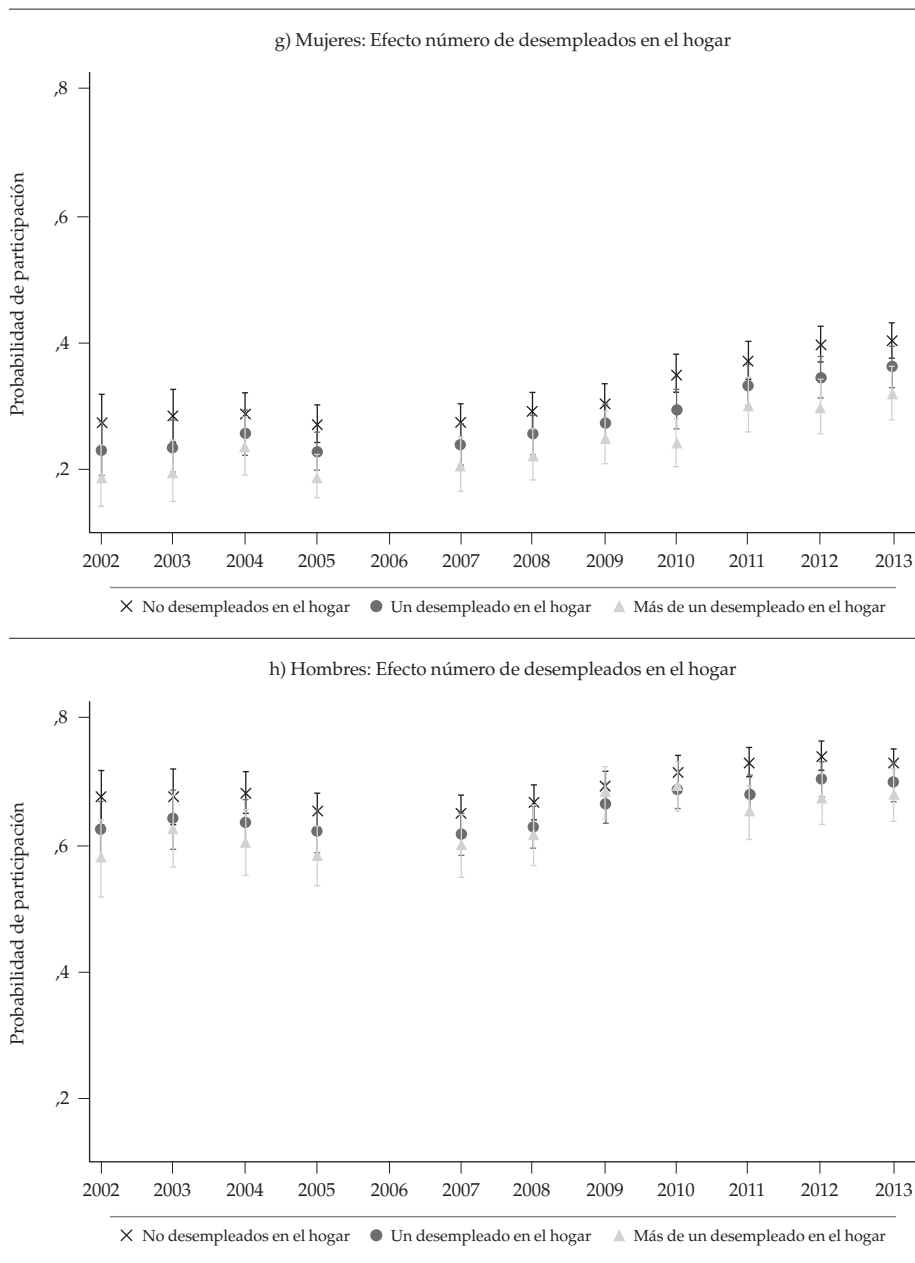 g) Mujeres: Efecto número de desempleados en el hogar
Probabilidad de participación
,8
,6
,4
,2
2002 2003 2004 2005 2006 2007 2008 2009 2010 2011 2012 2013
No desempleados en el hogar Un desempleado en el hogar Más de un desempleado en el hogar
h) Hombres: Efecto número de desempleados en el hogar
Probabilidad de participación
,8
,6
,4
,2
2002 2003 2004 2005 2006 2007 2008 2009 2010 2011 2012 2013
No desempleados en el hogar Un desempleado en el hogar Más de un desempleado en el hogar